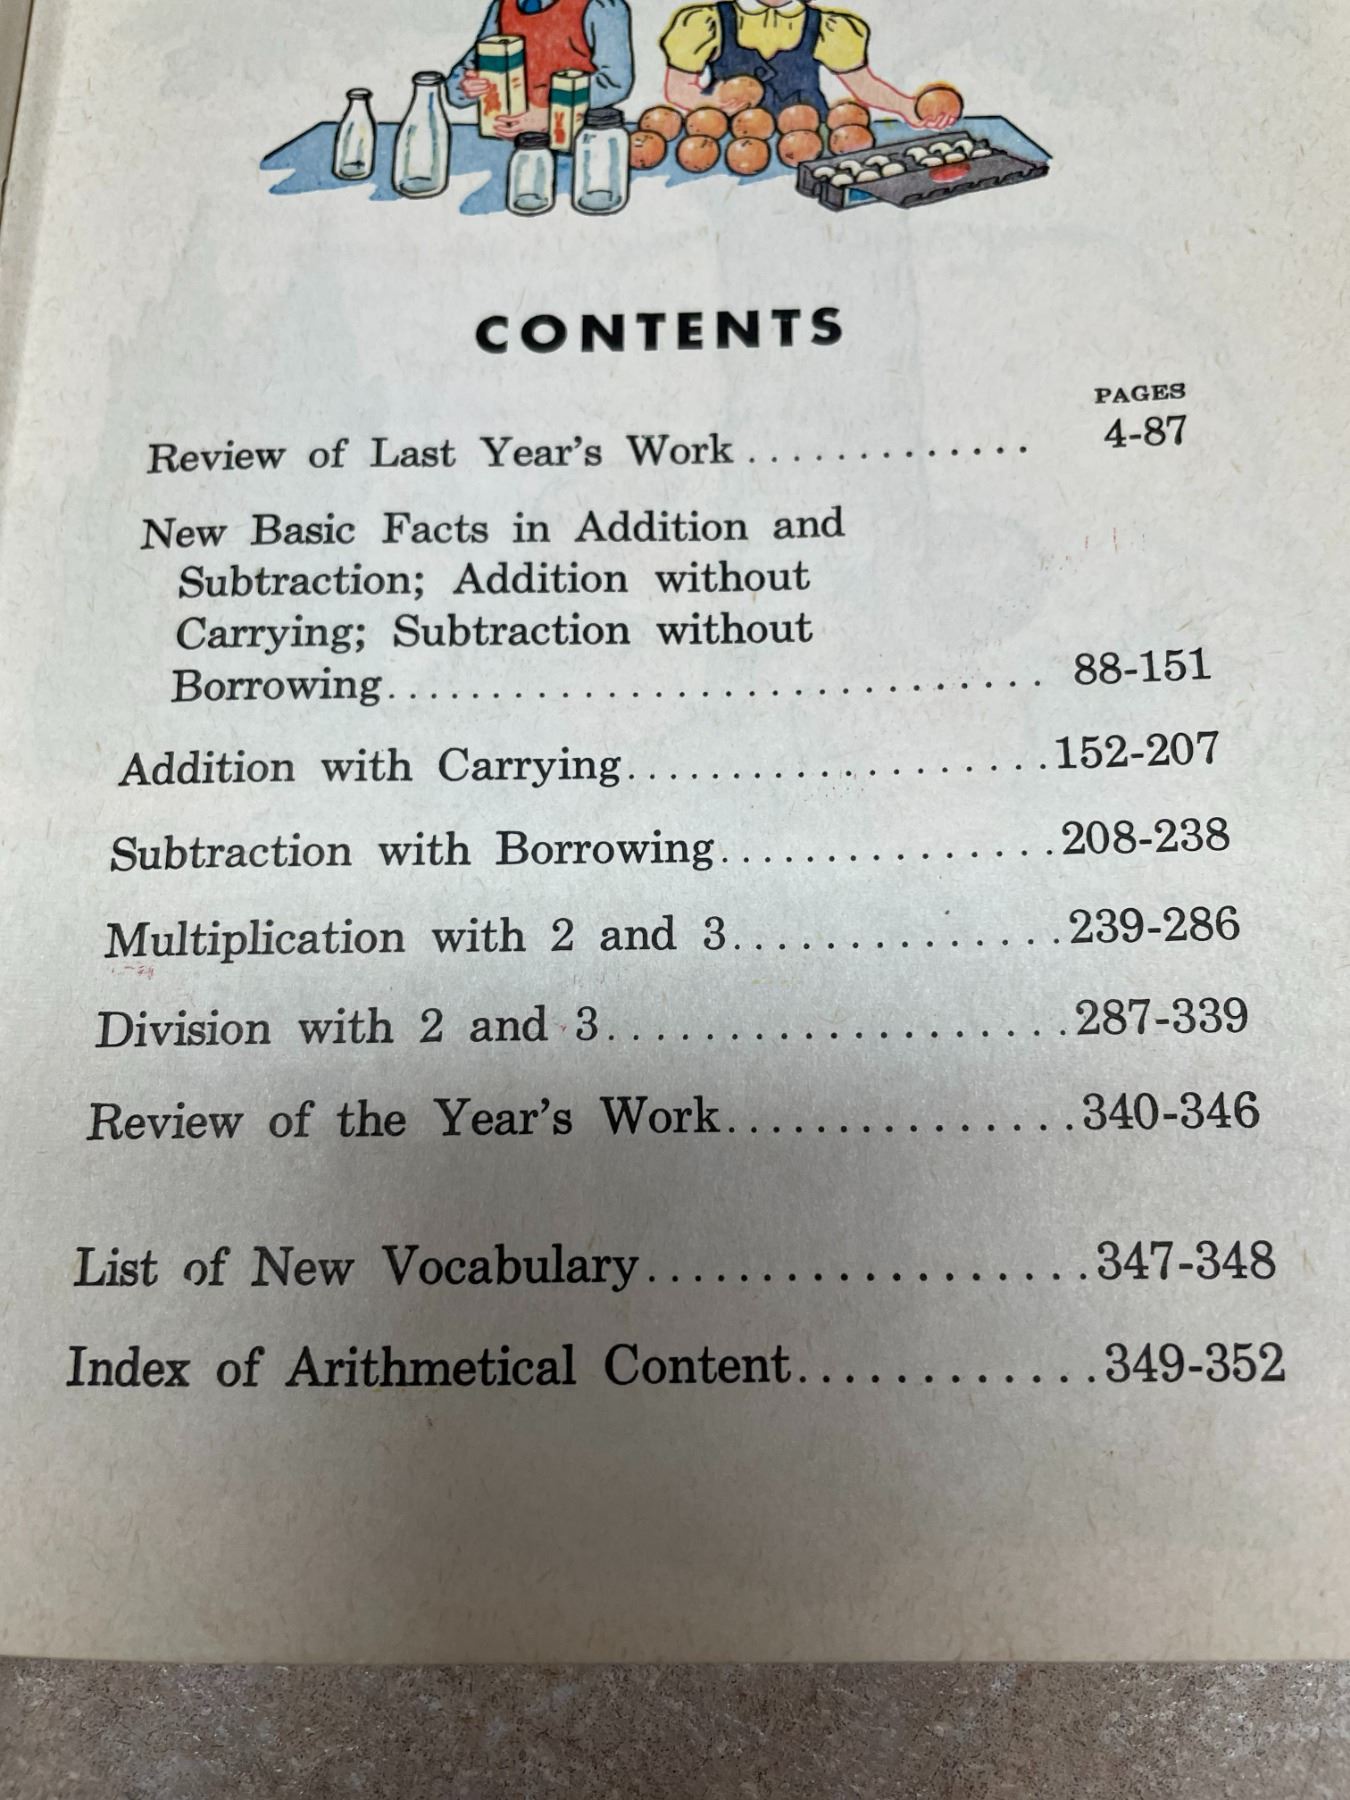 CONTENTS
PAGES
Review of Last Year's Work ............. 4-87
New Basic Facts in Addition and
Subtraction; Addition without
Carrying; Subtraction without
Borrowing............................. 88-151
Addition with Carrying...................152-207
Subtraction with Borrowing...............208-238
Multiplication with 2 and 3...............239-286
Division with 2 and 3....................287-339
Review of the Year's Work................340-346
List of New Vocabulary...................347-348
Index of Arithmetical Content.............349-352